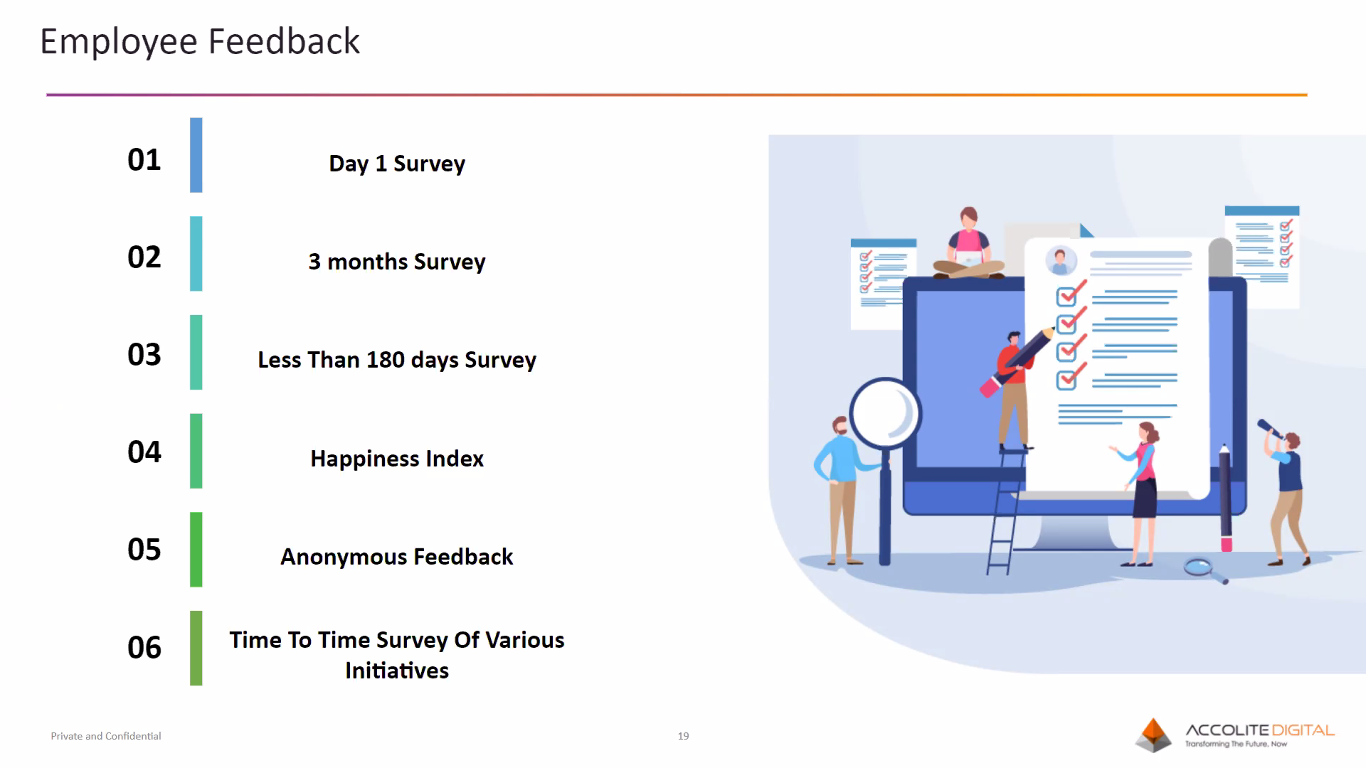 Employee Feedback
01
Day 1 Survey
02
3 months Survey
03
Less Than 180 days Survey
04
Happiness Index
05
Anonymous Feedback
06
Time To Time Survey Of Various
Initiatives
Private and Confidential
19
ACCOLITE DIGITAL
Transforming The Future, Now